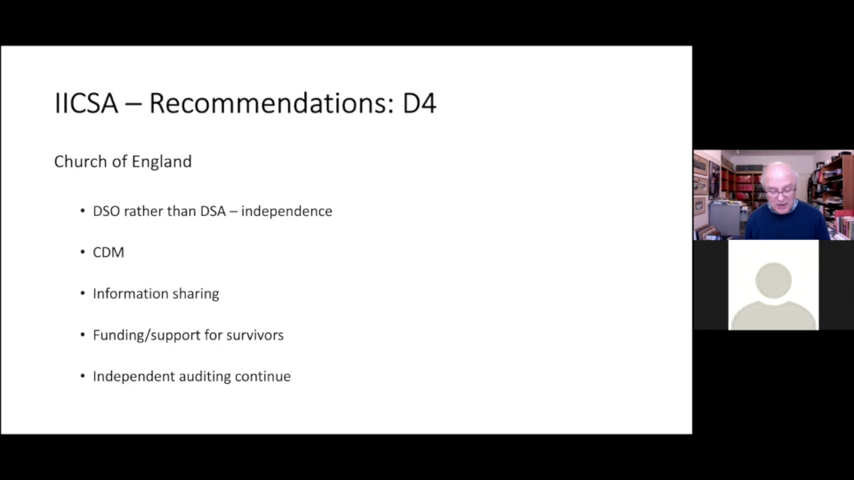 IICSA – Recommendations: D4
Church of England
• DSO rather than DSA – independence
• CDM
• Information sharing
• Funding/support for survivors
• Independent auditing continue